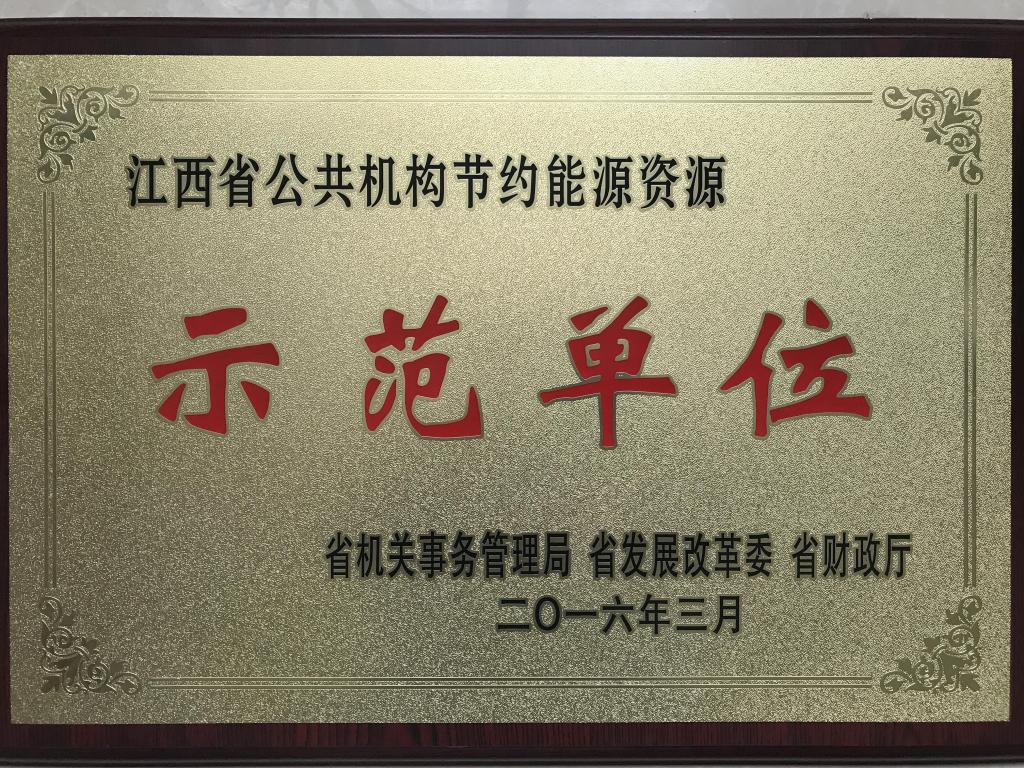 江西省公共机构节约能源资源
示范单位
省机关事务管理局 省发展改革委 省财政厅
二〇一六年三月